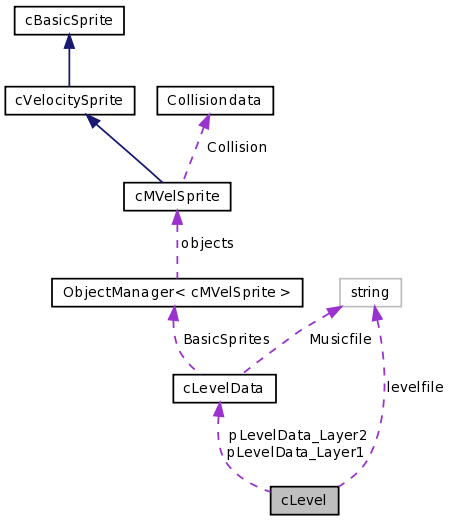 cBasicSprite
cVelocitySprite
Collisiondata
Collision
cMVelSprite
objects
ObjectManager< cMVelSprite >
string
BasicSprites
Musicfile
cLevelData
levelfile
pLevelData_Layer2
pLevelData_Layer1
cLevel